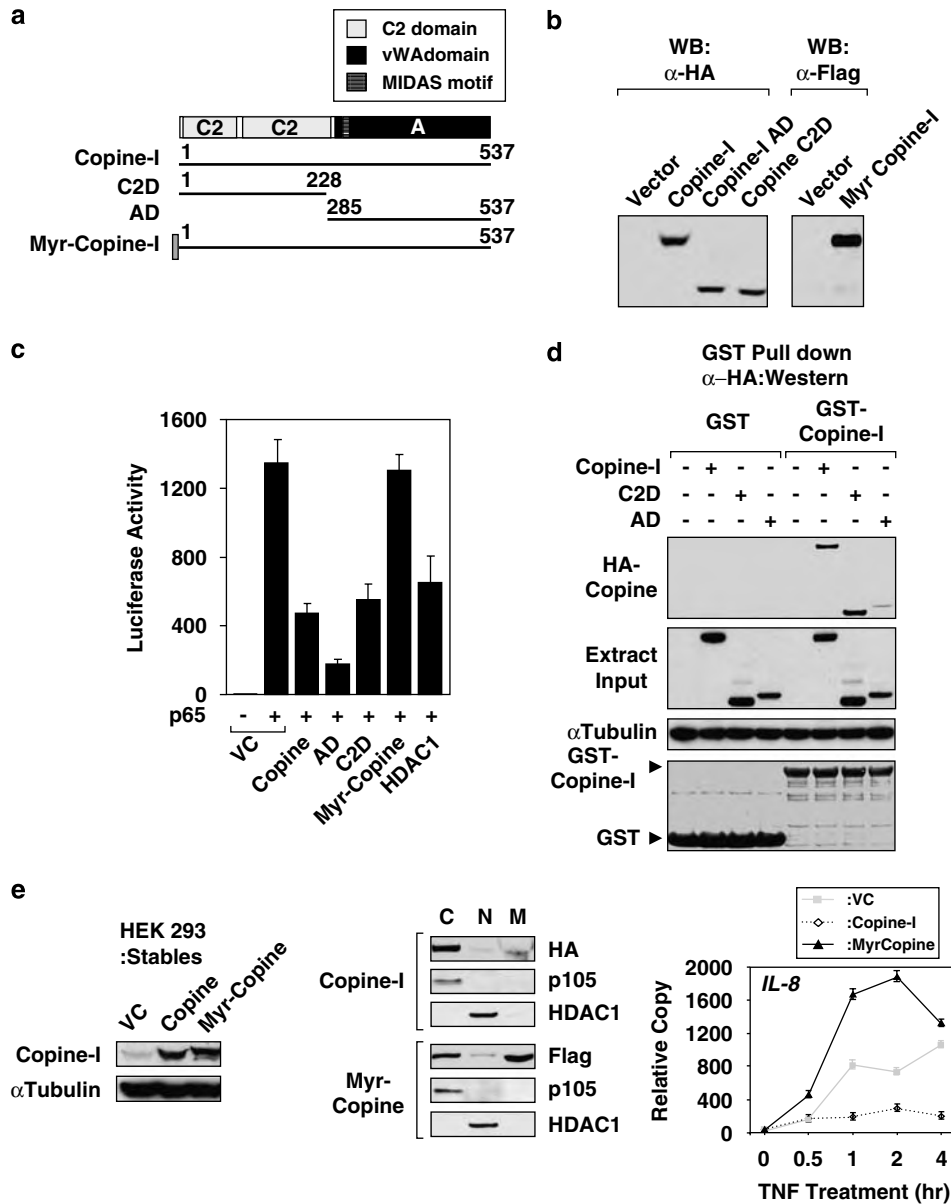 a
C2 domain
vWAdomain
MIDAS motif
C2 C2 A
Copine-I 1 537
C2D 1 228
AD 285 537
Myr-Copine-I 1 537
b
WB: WB:
α-HA α-Flag
Vector Copine-I Copine-I AD Copine C2D Vector Myr Copine-I
c
Luciferase Activity
1600
1200
800
400
0
p65 - + + + + + +
VC Copine AD C2D Myr-Copine HDAC1
d
GST Pull down
α–HA:Western
GST GST-
Copine-I
Copine-I - + - - - + - -
C2D - - + - - - + -
AD - - - + - - - +
HA-
Copine
Extract
Input
αTubulin
GST-
Copine-I
GST
e
HEK 293
:Stables
VC Copine Myr-Copine
Copine-I
αTubulin
C N M
Copine-I
HA
p105
HDAC1
Myr-
Copine
Flag
p105
HDAC1
:VC
:Copine-I
:MyrCopine
IL-8
Relative Copy
2000
1600
1200
800
400
0
0 0.5 1 2 4
TNF Treatment (hr)